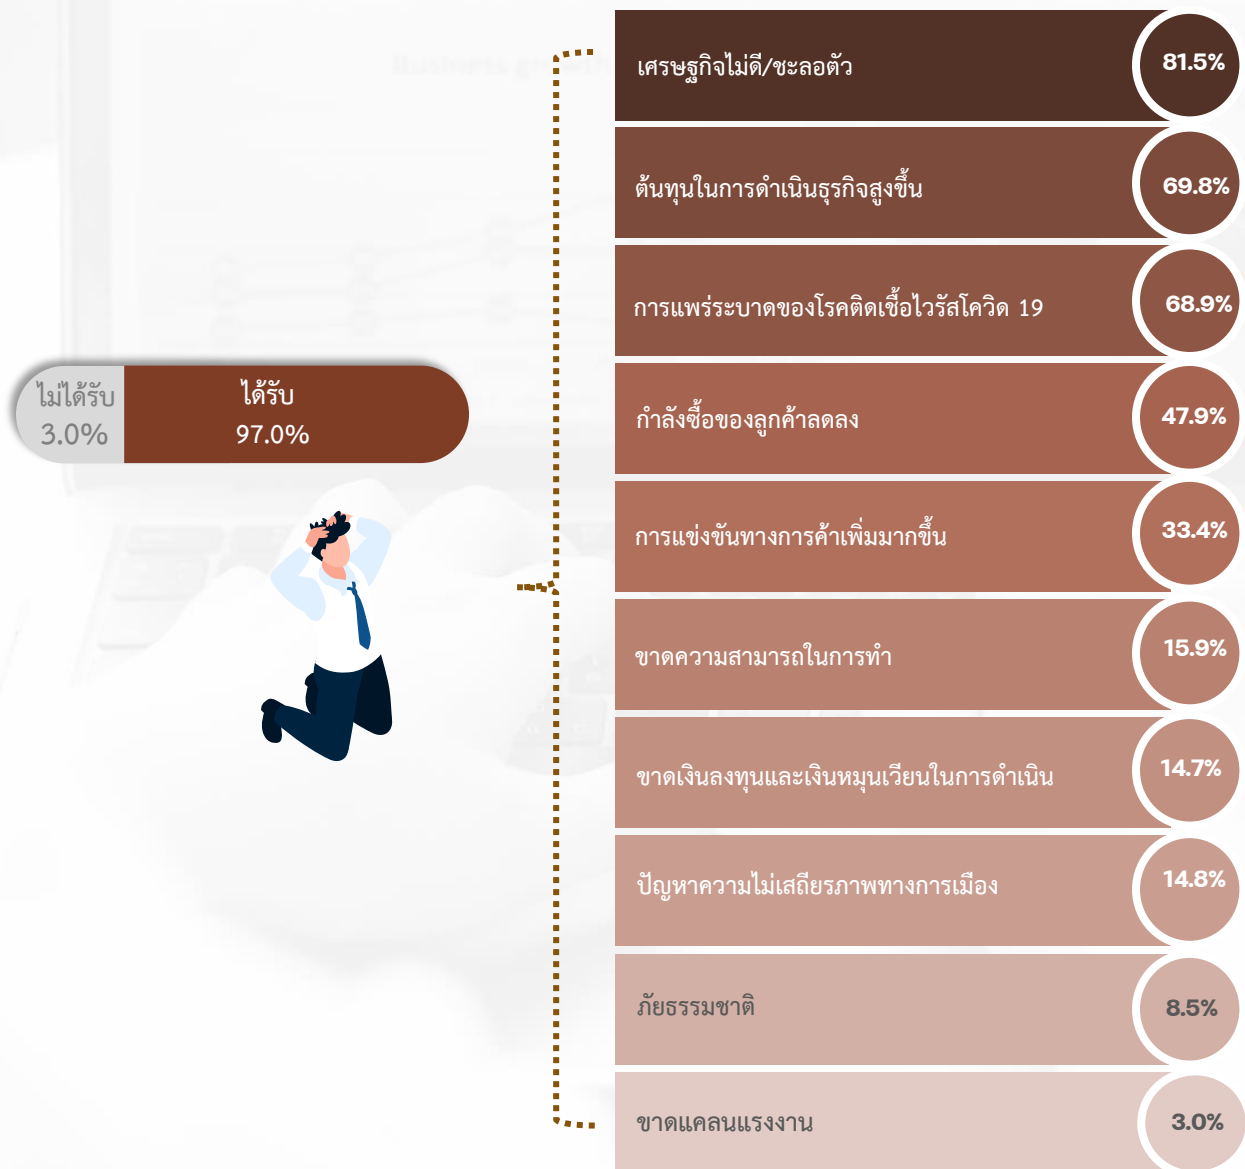 เศรษฐกิจไม่ดี/ชะลอตัว
81.5%
ต้นทุนในการดำเนินธุรกิจสูงขึ้น
69.8%
การแพร่ระบาดของโรคติดเชื้อไวรัสโควิด 19
68.9%
ไม่ได้รับ
3.0%
ได้รับ
97.0%
กำลังซื้อของลูกค้าลดลง
47.9%
การแข่งขันทางการค้าเพิ่มมากขึ้น
33.4%
ขาดความสามารถในการทำ
15.9%
ขาดเงินลงทุนและเงินหมุนเวียนในการดำเนิน
14.7%
ปัญหาความไม่เสถียรภาพทางการเมือง
14.8%
ภัยธรรมชาติ
8.5%
ขาดแคลนแรงงาน
3.0%